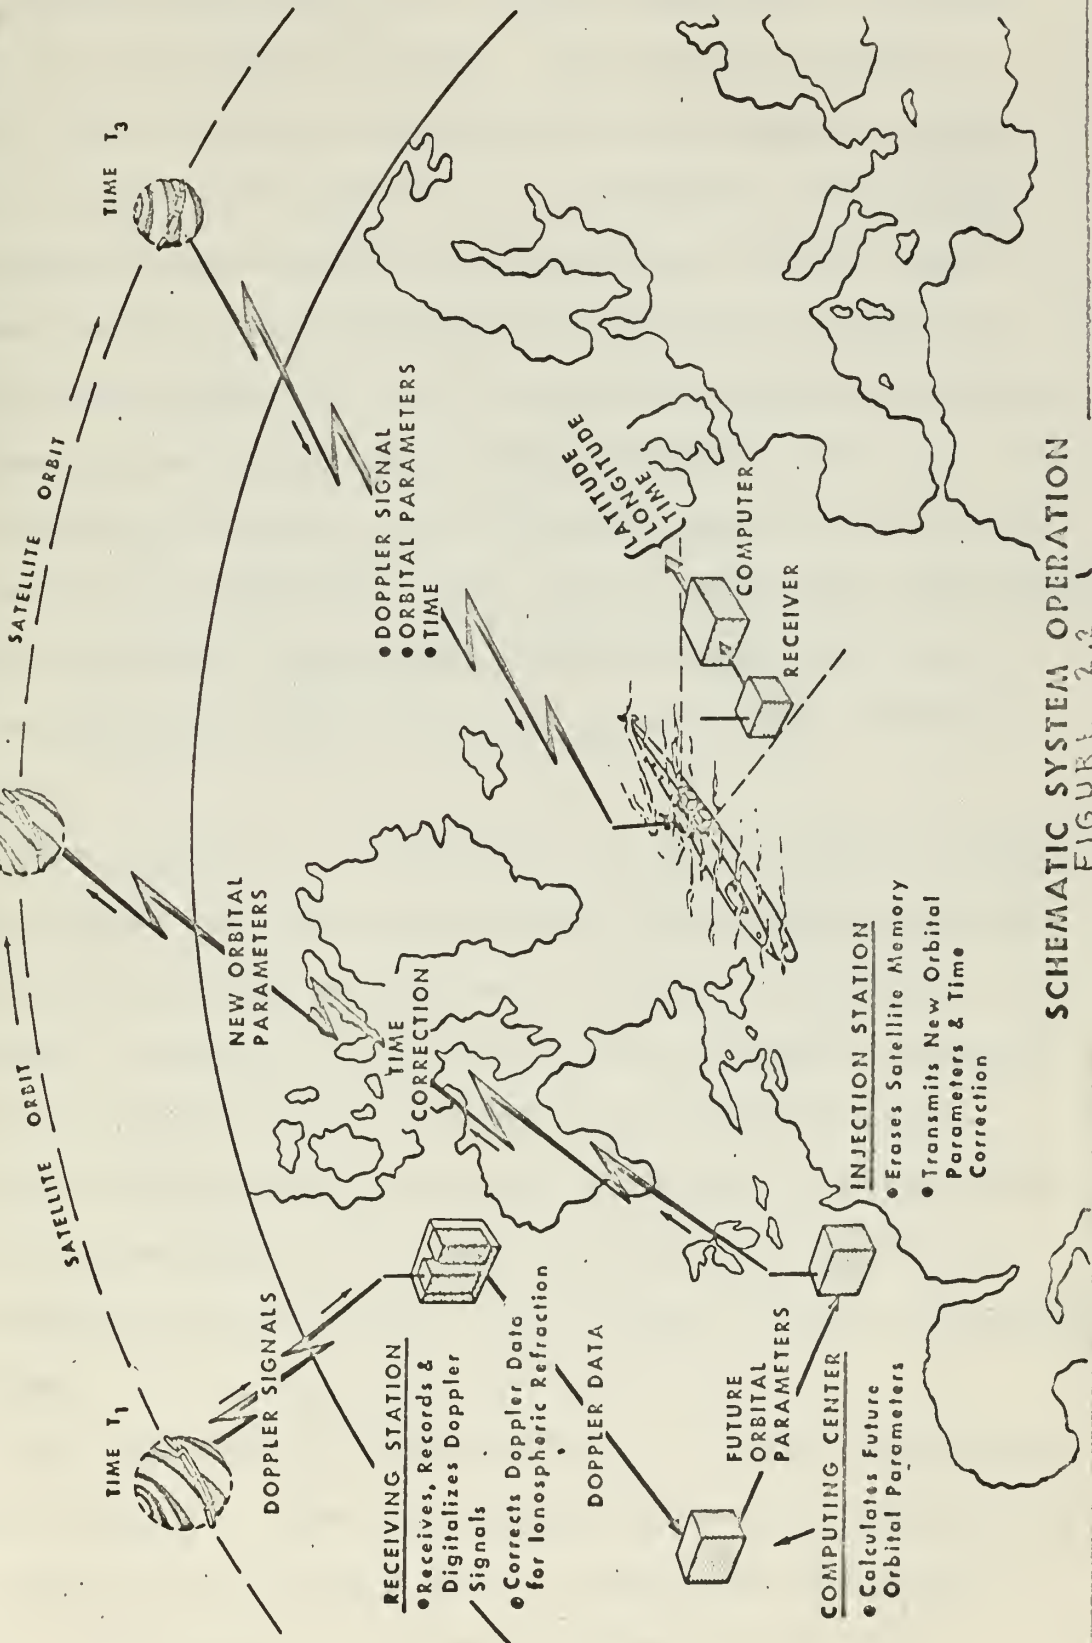 SATELLITE ORBIT
SATELLITE ORBIT
TIME T1
TIME T3
DOPPLER SIGNALS
NEW ORBITAL
PARAMETERS
TIME
CORRECTION
● DOPPLER SIGNAL
● ORBITAL PARAMETERS
● TIME
RECEIVING STATION
● Receives, Records &
Digitalizes Doppler
Signals
● Corrects Doppler Data
for Ionospheric Refraction
DOPPLER DATA
FUTURE
ORBITAL
PARAMETERS
COMPUTING CENTER
● Calculates Future
Orbital Parameters
INJECTION STATION
● Erases Satellite Memory
● Transmits New Orbital
Parameters & Time
Correction
LATITUDE
LONGITUDE
TIME
COMPUTER
RECEIVER
SCHEMATIC SYSTEM OPERATION
FIGURE 2.3